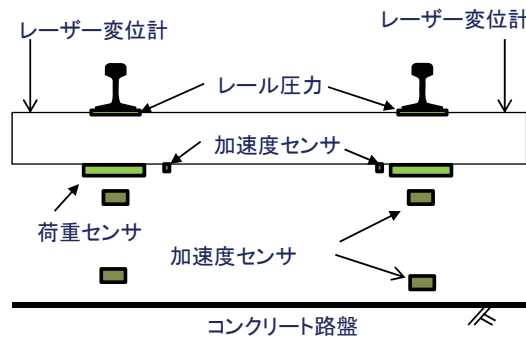 レーザー変位計
レーザー変位計
レール圧力
加速度センサ
荷重センサ
加速度センサ
コンクリート路盤